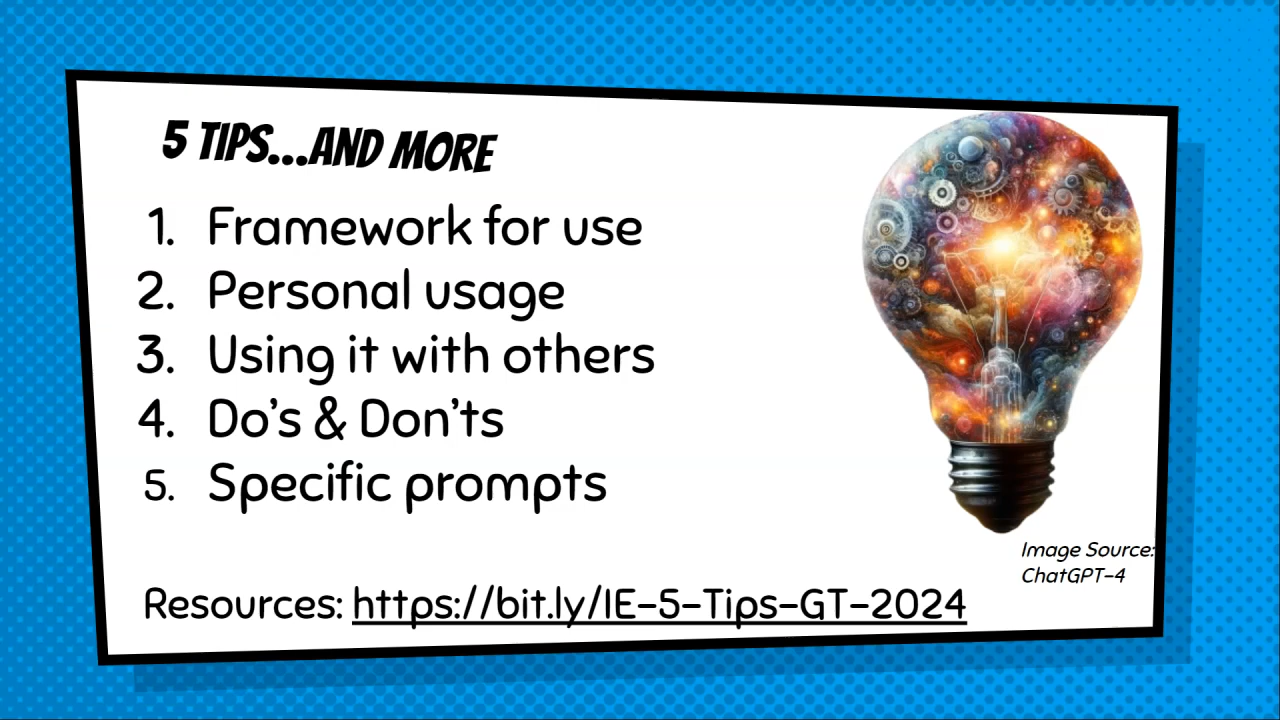 5 TIPS...AND MORE
1. Framework for use
2. Personal usage
3. Using it with others
4. Do's & Don'ts
5. Specific prompts
Image Source:
ChatGPT-4
Resources: https://bit.ly/IE-5-Tips-GT-2024